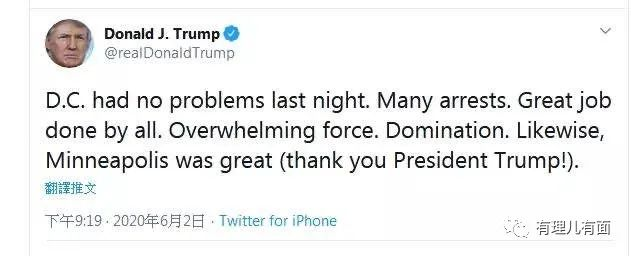 Donald J. Trump
@realDonaldTrump
D.C. had no problems last night. Many arrests. Great job
done by all. Overwhelming force. Domination. Likewise,
Minneapolis was great (thank you President Trump!).
翻譯推文
下午9:19 · 2020年6月2日 · Twitter for iPhone
有理儿有面